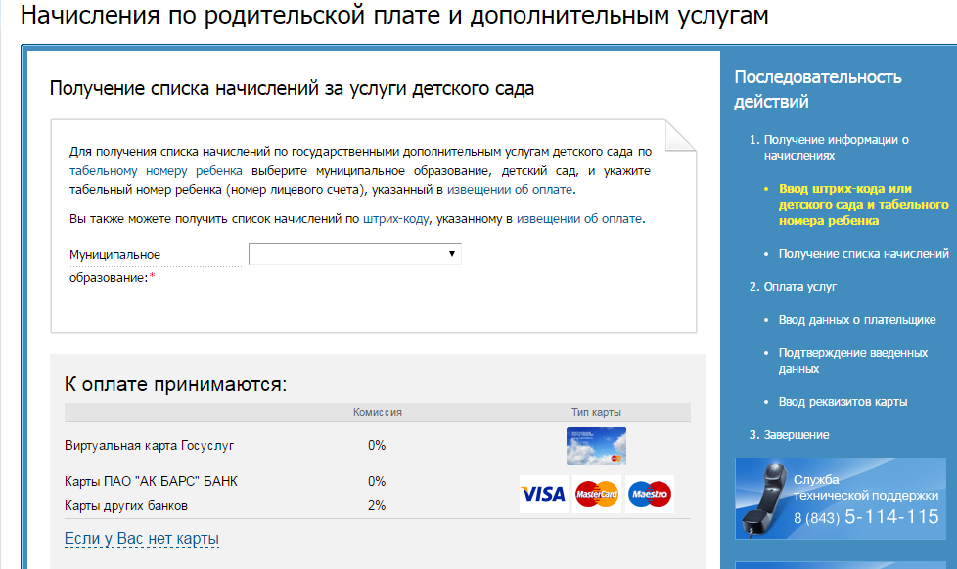 Начисления по родительской плате и дополнительным услугам
Получение списка начислений за услуги детского сада
Для получения списка начислений по государственными дополнительным услугам детского сада по
табельному номеру ребенка выберите муниципальное образование, детский сад, и укажите
табельный номер ребенка (номер лицевого счета), указанный в извещении об оплате.
Вы также можете получить список начислений по штрих-коду, указанному в извещении об оплате.
Муниципальное
образование:*
К оплате принимаются:
Комиссия Тип карты
Виртуальная карта Госуслуг 0%
Карты ПАО "АК БАРС" БАНК 0%
Карты других банков 2%
VISA MasterCard Maestro
Если у Вас нет карты
Последовательность
действий
1. Получение информации о
начислениях
• Ввод штрих-кода или
детского сада и табельного
номера ребенка
• Получение списка начислений
2. Оплата услуг
• Ввод данных о плательщике
• Подтверждение введенных
данных
• Ввод реквизитов карты
3. Завершение
Служба
технической поддержки
8 (843) 5-114-115